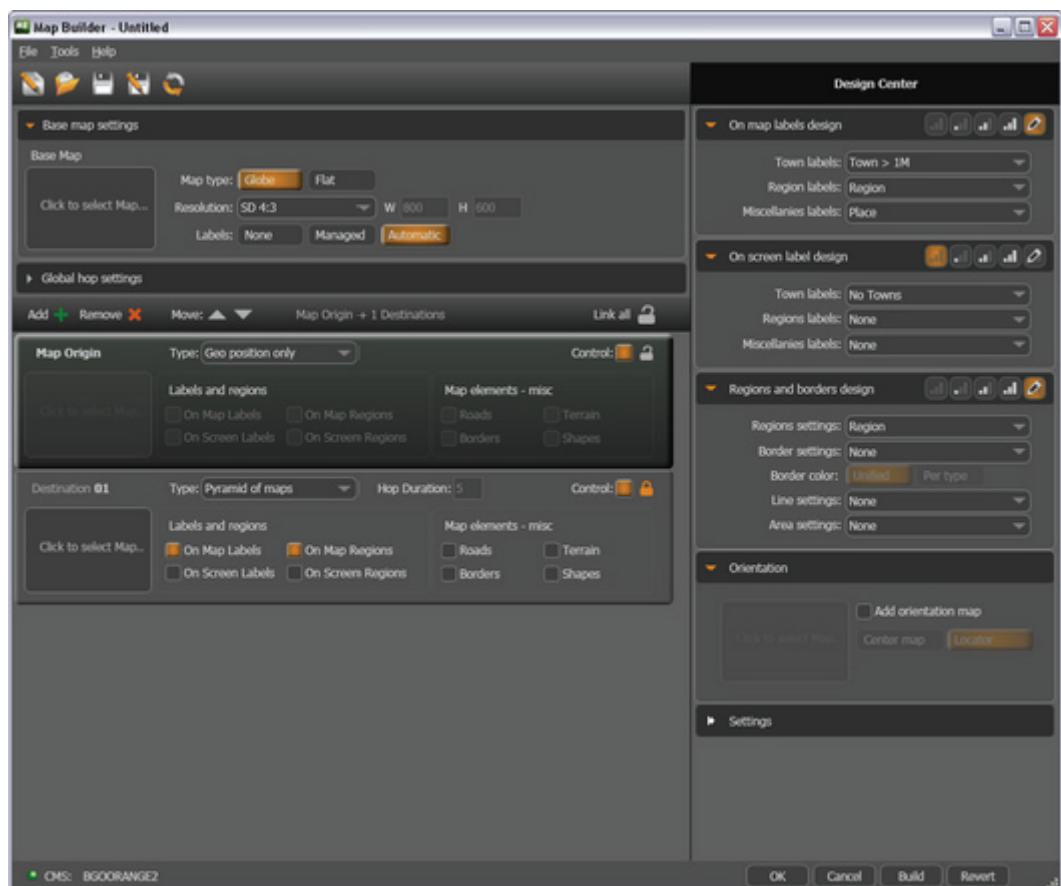 Map Builder - Untitled
File Tools Help
Design Center
Base map settings
Base Map
Click to select Map...
Map type: Globe Flat
Resolution: SD 4:3 W 800 H 600
Labels: None Managed Automatic
Global hop settings
Add Remove Move: Map Origin + 1 Destinations Link all
Map Origin Type: Geo position only Control:
Click to select Map...
Labels and regions Map elements - misc
On Map Labels On Map Regions Roads Terrain
On Screen Labels On Screen Regions Borders Shapes
Destination 01 Type: Pyramid of maps Hop Duration: 5 Control:
Click to select Map...
Labels and regions Map elements - misc
On Map Labels On Map Regions Roads Terrain
On Screen Labels On Screen Regions Borders Shapes
On map labels design
Town labels: Town > 1M
Region labels: Region
Miscellanies labels: Place
On screen label design
Town labels: No Towns
Regions labels: None
Miscellanies labels: None
Regions and borders design
Regions settings: Region
Border settings: None
Border color: Unified Per type
Line settings: None
Area settings: None
Orientation
Click to select Map...
Add orientation map
Center map Locator
Settings
CMS: BGOORANGE2
OK Cancel Build Revert